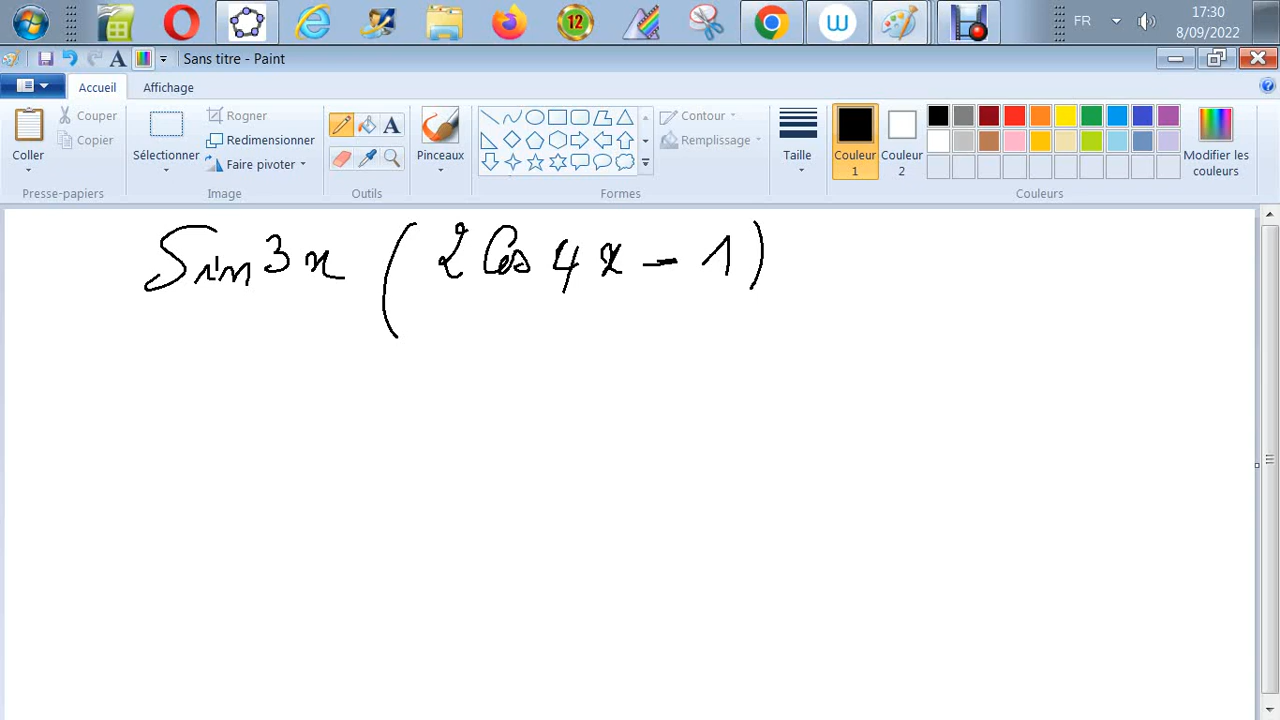 12
FR
17:30
8/09/2022
Sans titre - Paint
Accueil
Affichage
Coller
Couper
Copier
Presse-papiers
Sélectionner
Rogner
Redimensionner
Faire pivoter
Image
A
Outils
Pinceaux
Contour
Remplissage
Formes
Taille
Couleur
1
Couleur
2
Modifier les
couleurs
Couleurs
Sin 3x ( 2 Cos 4x - 1 )